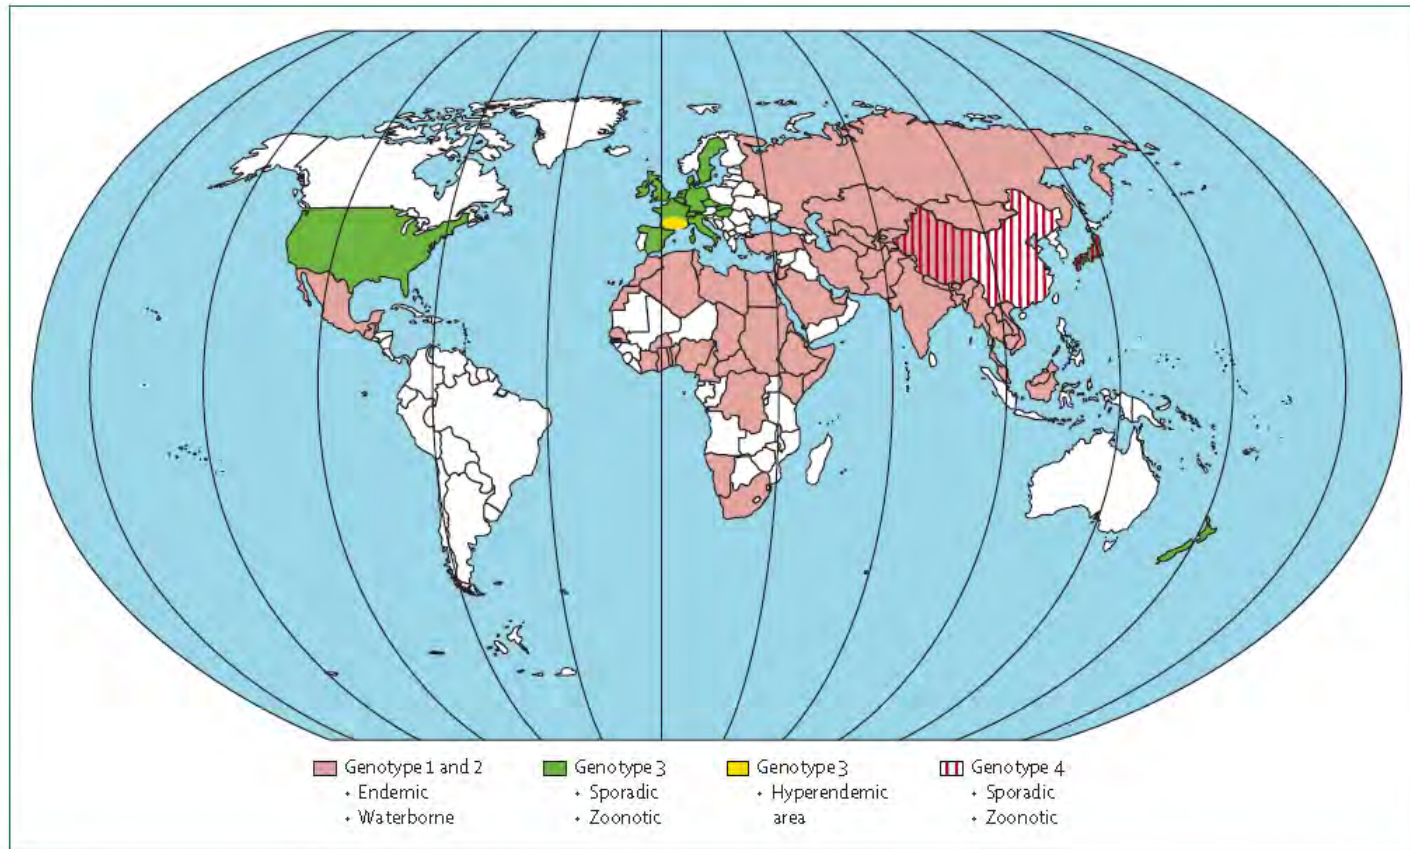 Genotype 1 and 2
• Endemic
• Waterborne
Genotype 3
• Sporadic
• Zoonotic
Genotype 3
• Hyperendemic
area
Genotype 4
• Sporadic
• Zoonotic